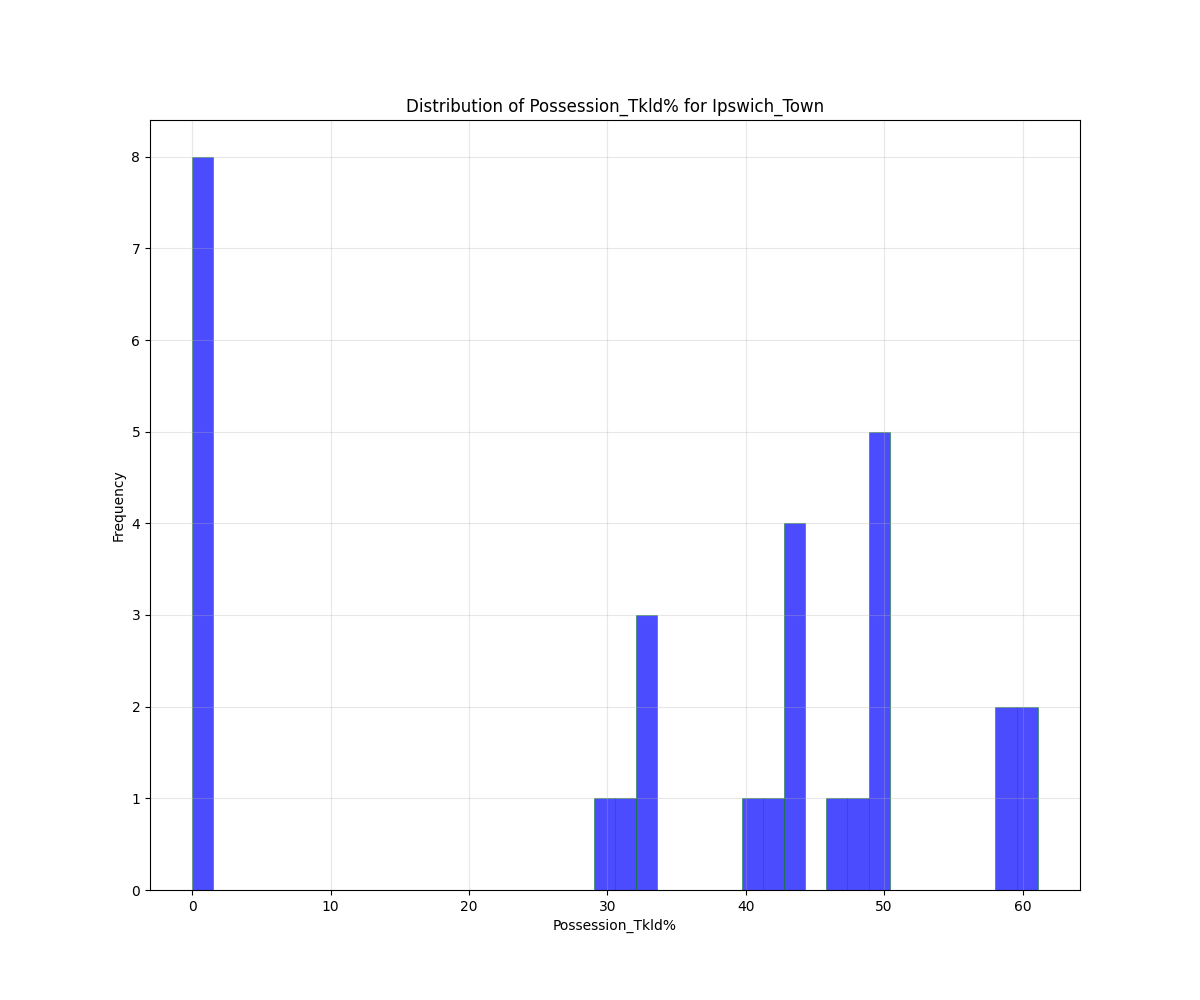 Distribution of Possession_Tkld% for Ipswich_Town
8
7
6
5
4
3
2
1
0
Frequency
0 10 20 30 40 50 60
Possession_Tkld%